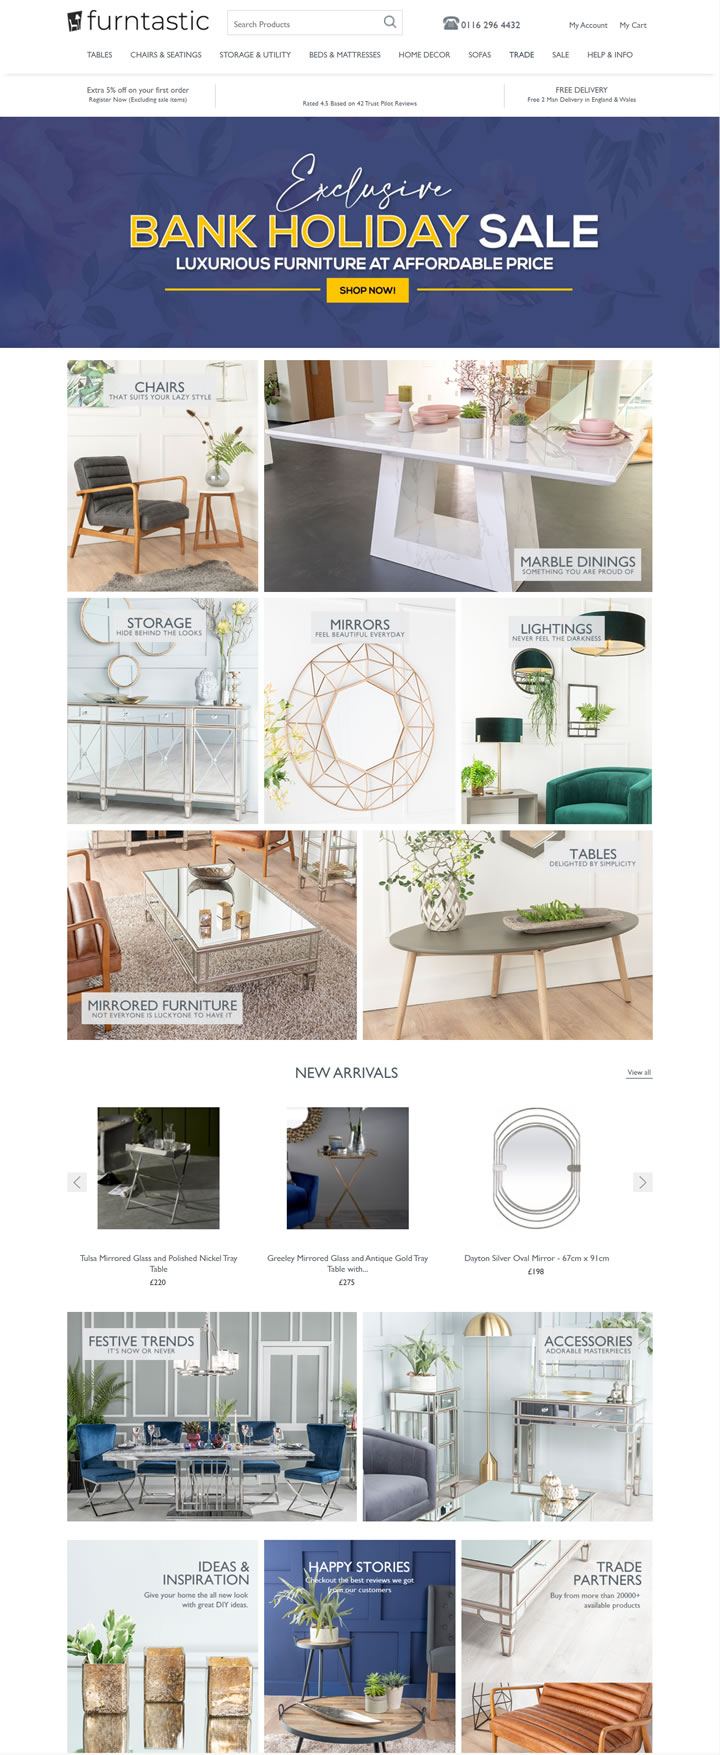 furntastic
Search Products
0116 296 4432
My Account
My Cart
TABLES
CHAIRS & SEATINGS
STORAGE & UTILITY
BEDS & MATTRESSES
HOME DECOR
SOFAS
TRADE
SALE
HELP & INFO
Extra 5% off on your first order
Register Now (Excluding sale items)
Rated 4.5 Based on 42 Trust Pilot Reviews
FREE DELIVERY
Free 2 Man Delivery in England & Wales
Exclusive
BANK HOLIDAY SALE
LUXURIOUS FURNITURE AT AFFORDABLE PRICE
SHOP NOW!
CHAIRS
THAT SUITS YOUR LAZY STYLE
MARBLE DININGS
SOMETHING YOU ARE PROUD OF
STORAGE
HIDE BEHIND THE LOOKS
MIRRORS
FEEL BEAUTIFUL EVERYDAY
LIGHTINGS
NEVER FEEL THE DARKNESS
MIRRORED FURNITURE
NOT EVERYONE IS LUCKYONE TO HAVE IT
TABLES
DELIGHTED BY SIMPLICITY
NEW ARRIVALS
View all
Tulsa Mirrored Glass and Polished Nickel Tray
Table
£220
Greeley Mirrored Glass and Antique Gold Tray
Table with...
£275
Dayton Silver Oval Mirror - 67cm x 91cm
£198
FESTIVE TRENDS
IT'S NOW OR NEVER
ACCESSORIES
ADORABLE MASTERPIECES
IDEAS &
INSPIRATION
Give your home the all new look
with great DIY ideas.
HAPPY STORIES
Checkout the best reviews we got
from our customers
TRADE
PARTNERS
Buy from more than 20000+
available products